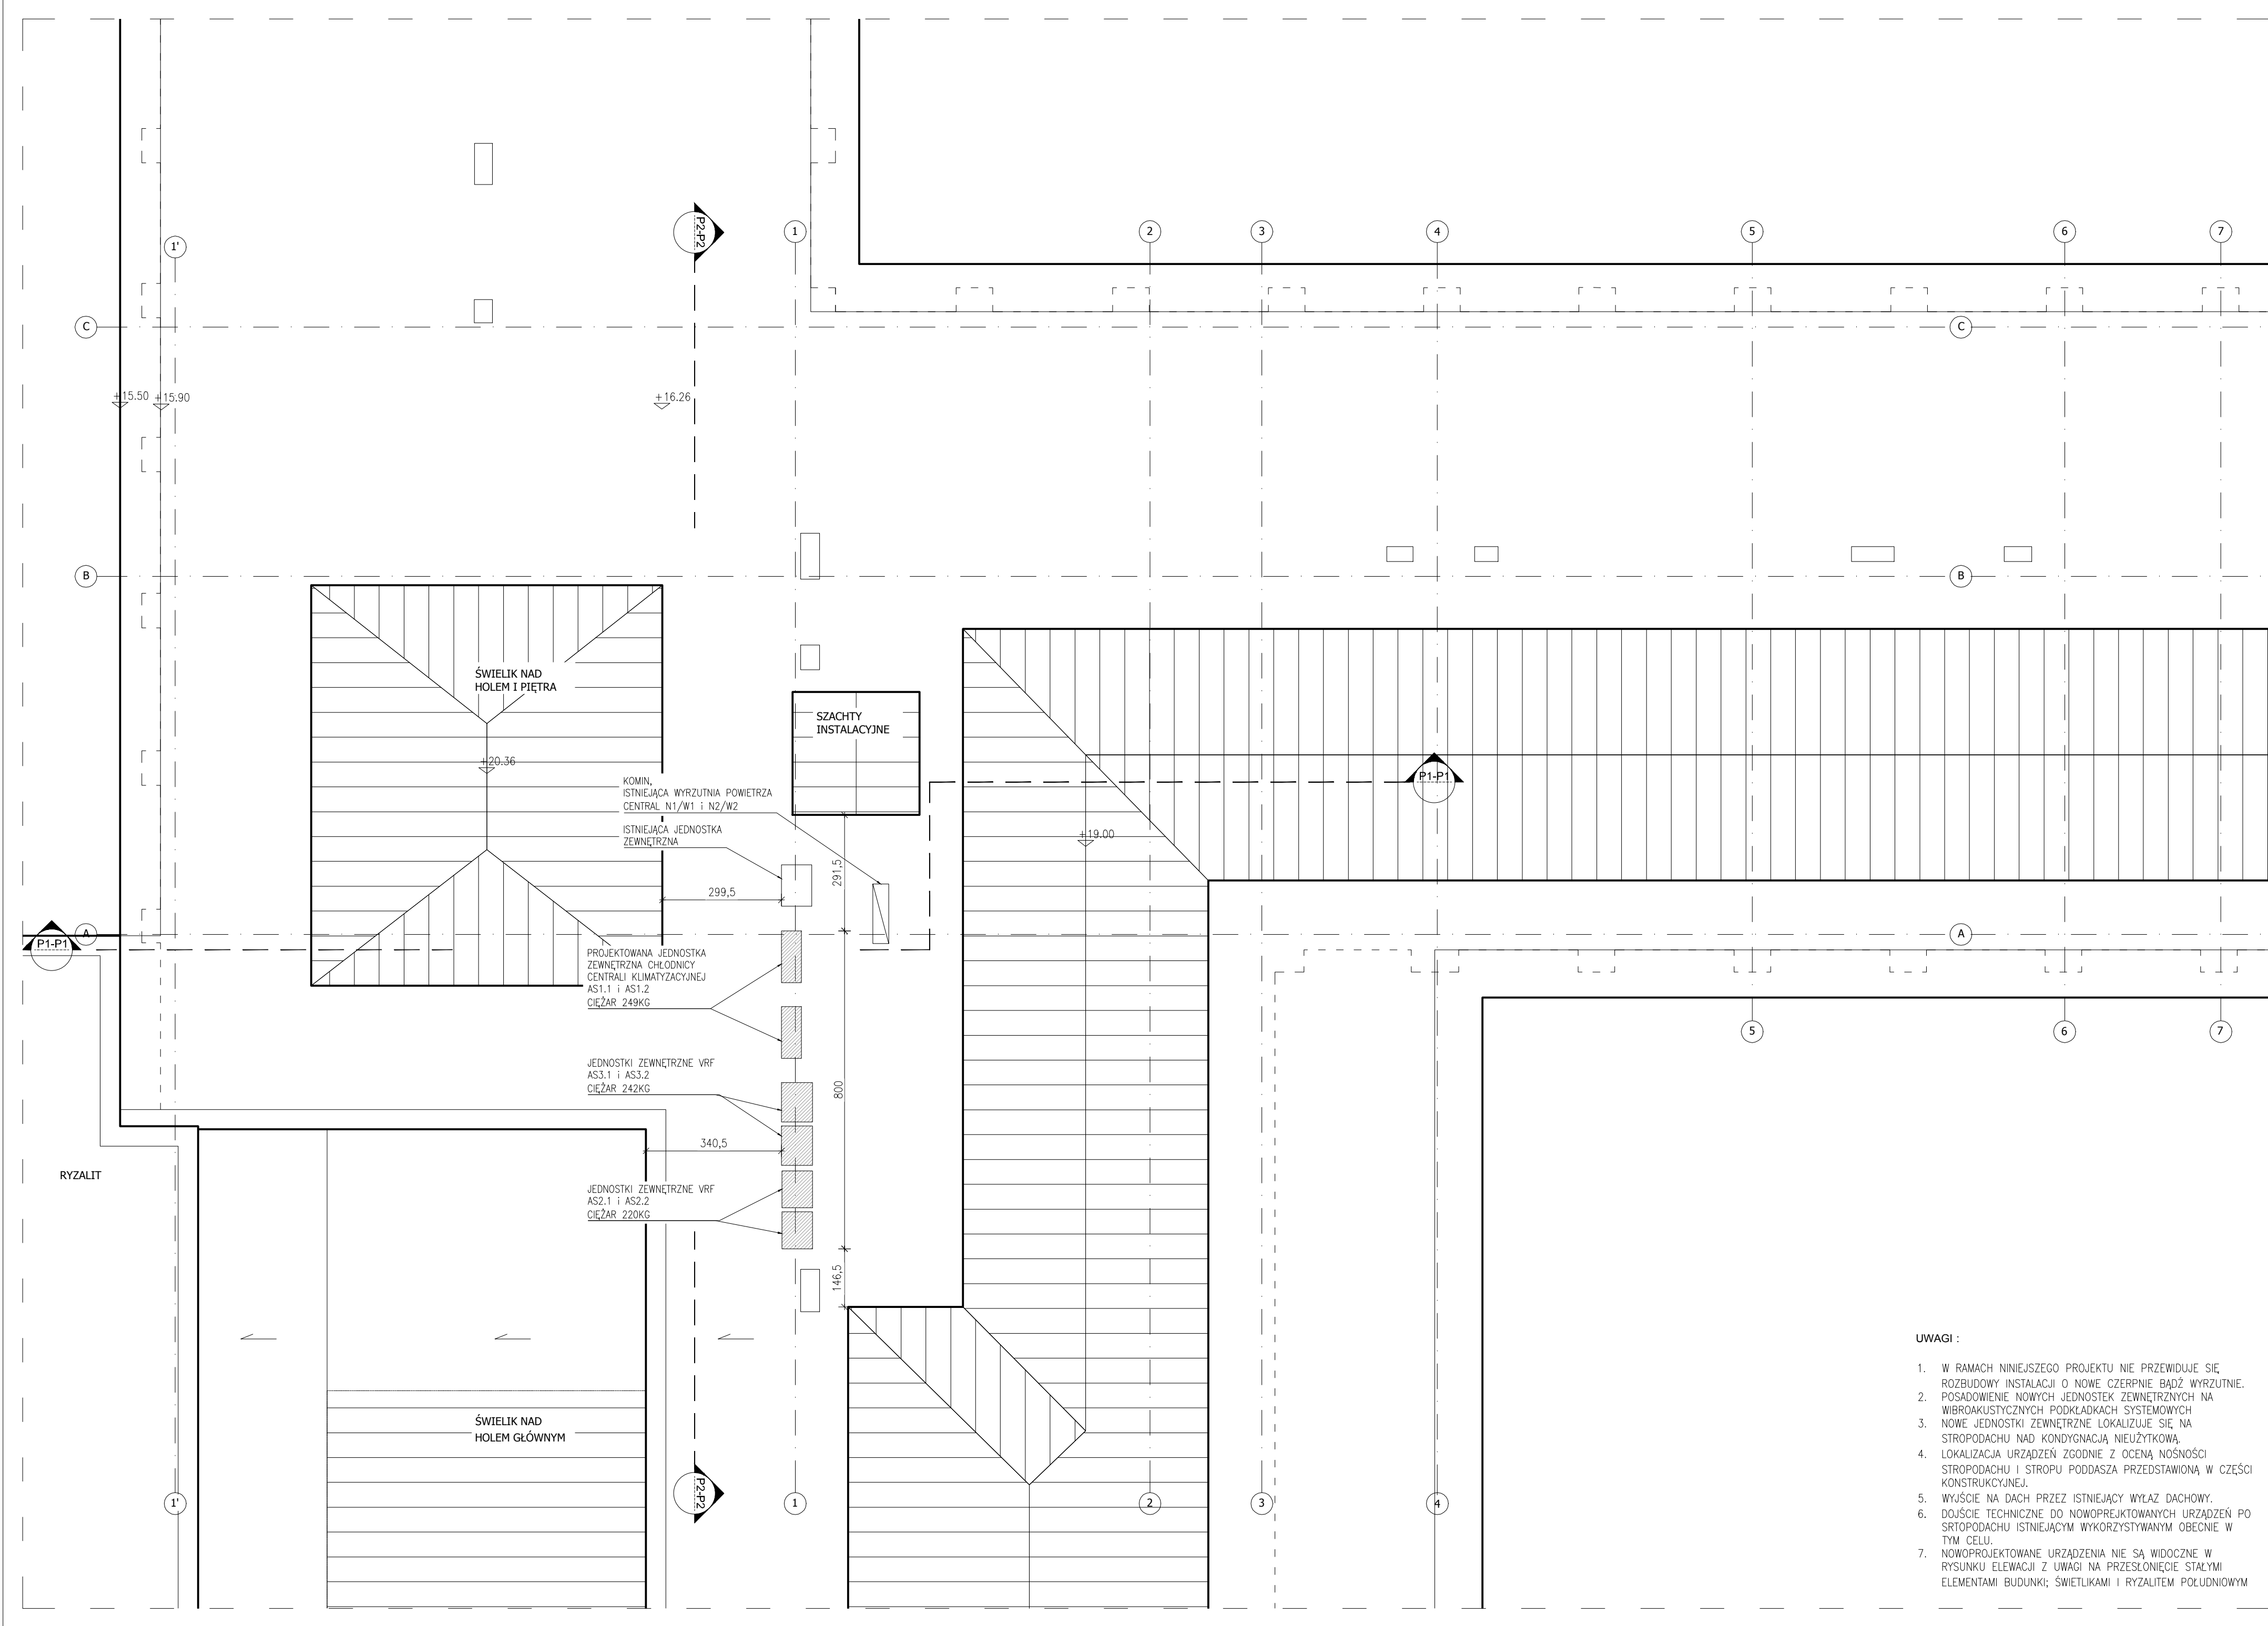 P2-P2
1'
1
2
3
4
5
6
7
C
C
+15.50
+15.90
+16.26
B
B
ŚWIELIK NAD
HOLEM I PIĘTRA
SZACHTY
INSTALACYJNE
+20.36
KOMIN,
ISTNIEJĄCA WYRZUTNIA POWIETRZA
CENTRAL N1/W1 i N2/W2
ISTNIEJĄCA JEDNOSTKA
ZEWNĘTRZNA
P1-P1
+19.00
291,5
299,5
A
A
P1-P1
PROJEKTOWANA JEDNOSTKA
ZEWNĘTRZNA CHŁODNICY
CENTRALI KLIMATYZACYJNEJ
AS1.1 i AS1.2
CIĘŻAR 249KG
5
6
7
JEDNOSTKI ZEWNĘTRZNE VRF
AS3.1 i AS3.2
CIĘŻAR 242KG
800
340,5
RYZALIT
JEDNOSTKI ZEWNĘTRZNE VRF
AS2.1 i AS2.2
CIĘŻAR 220KG
146,5
ŚWIELIK NAD
HOLEM GŁÓWNYM
P2-P2
1'
1
2
3
4
UWAGI :
1. W RAMACH NINIEJSZEGO PROJEKTU NIE PRZEWIDUJE SIĘ
ROZBUDOWY INSTALACJI O NOWE CZERPNIE BĄDŹ WYRZUTNIE.
2. POSADOWIENIE NOWYCH JEDNOSTEK ZEWNĘTRZNYCH NA
WIBROAKUSTYCZNYCH PODKŁADKACH SYSTEMOWYCH
3. NOWE JEDNOSTKI ZEWNĘTRZNE LOKALIZUJE SIĘ NA
STROPODACHU NAD KONDYGNACJĄ NIEUŻYTKOWĄ.
4. LOKALIZACJA URZĄDZEŃ ZGODNIE Z OCENĄ NOŚNOŚCI
STROPODACHU I STROPU PODDASZA PRZEDSTAWIONĄ W CZĘŚCI
KONSTRUKCYJNEJ.
5. WYJŚCIE NA DACH PRZEZ ISTNIEJĄCY WYŁAZ DACHOWY.
6. DOJŚCIE TECHNICZNE DO NOWOPREJKTOWANYCH URZĄDZEŃ PO
SRTOPODACHU ISTNIEJĄCYM WYKORZYSTYWANYM OBECNIE W
TYM CELU.
7. NOWOPROJEKTOWANE URZĄDZENIA NIE SĄ WIDOCZNE W
RYSUNKU ELEWACJI Z UWAGI NA PRZESŁONIĘCIE STAŁYMI
ELEMENTAMI BUDUNKI; ŚWIETLIKAMI I RYZALITEM POŁUDNIOWYM